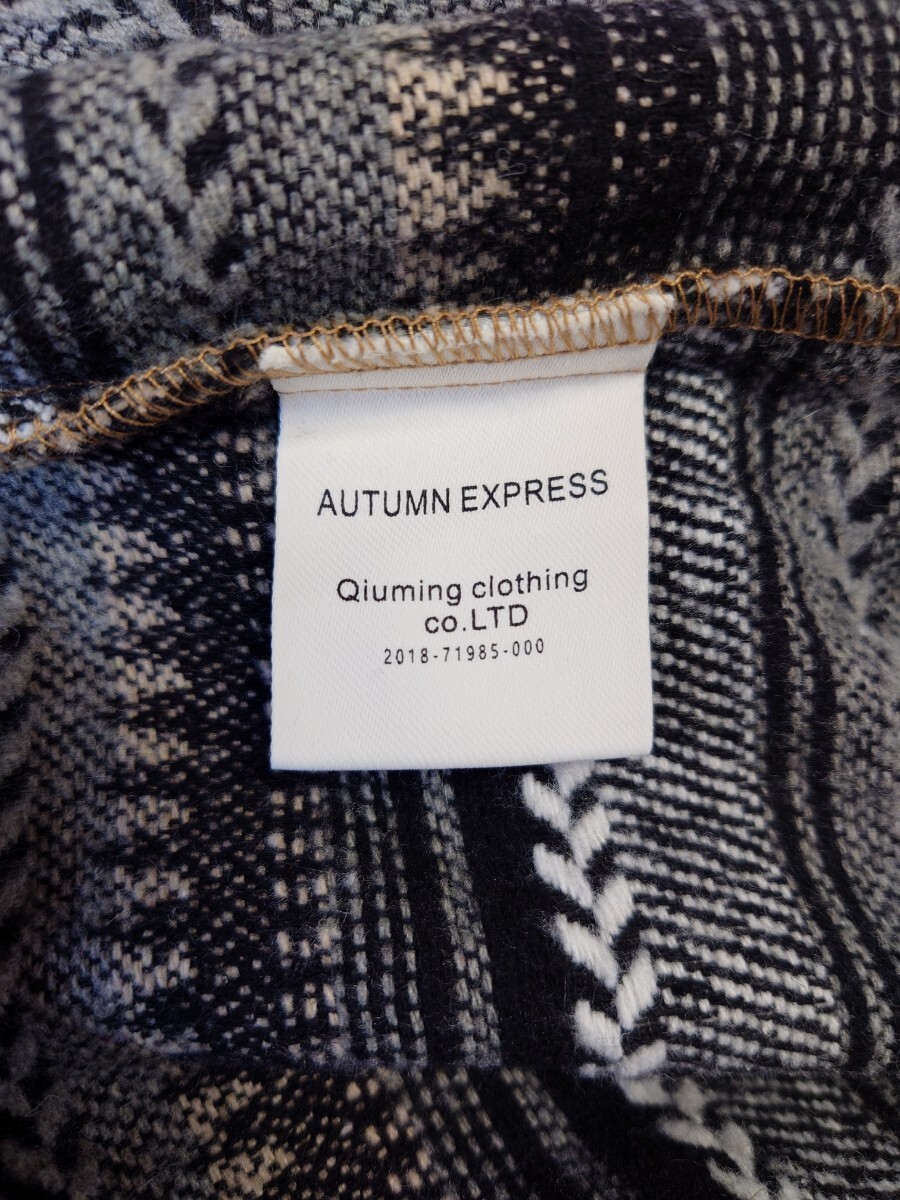 AUTUMN EXPRESS
Qiuming clothing
co.LTD
2018-71985-000